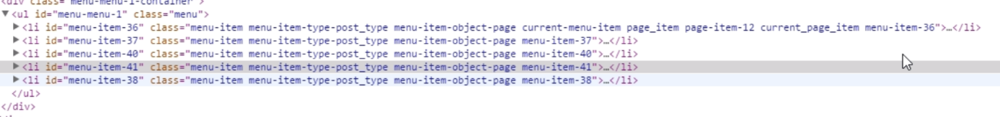 <div class="menu-menu-1-container">
▼<ul id="menu-menu-1" class="menu">
▶<li id="menu-item-36" class="menu-item menu-item-type-post_type menu-item-object-page current-menu-item page_item page-item-12 current_page_item menu-item-36">…</li>
▶<li id="menu-item-37" class="menu-item menu-item-type-post_type menu-item-object-page menu-item-37">…</li>
▶<li id="menu-item-40" class="menu-item menu-item-type-post_type menu-item-object-page menu-item-40">…</li>
▶<li id="menu-item-41" class="menu-item menu-item-type-post_type menu-item-object-page menu-item-41">…</li>
▶<li id="menu-item-38" class="menu-item menu-item-type-post_type menu-item-object-page menu-item-38">…</li>
</ul>
</div>